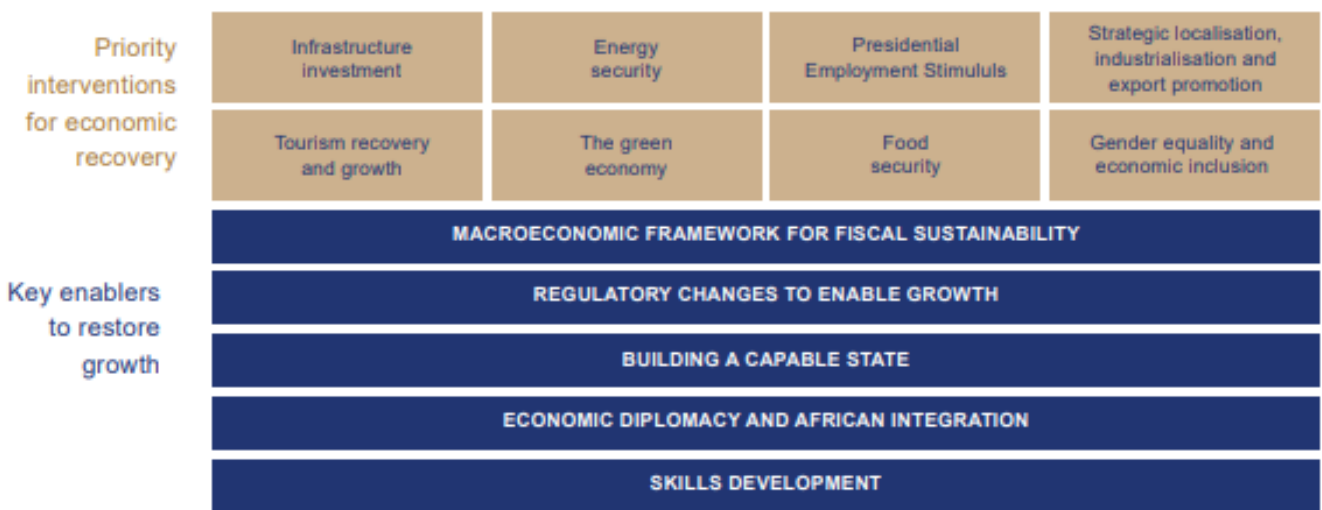 Priority
interventions
for economic
recovery
Infrastructure
investment
Energy
security
Presidential
Employment Stimululs
Strategic localisation,
industrialisation and
export promotion
Tourism recovery
and growth
The green
economy
Food
security
Gender equality and
economic inclusion
Key enablers
to restore
growth
MACROECONOMIC FRAMEWORK FOR FISCAL SUSTAINABILITY
REGULATORY CHANGES TO ENABLE GROWTH
BUILDING A CAPABLE STATE
ECONOMIC DIPLOMACY AND AFRICAN INTEGRATION
SKILLS DEVELOPMENT